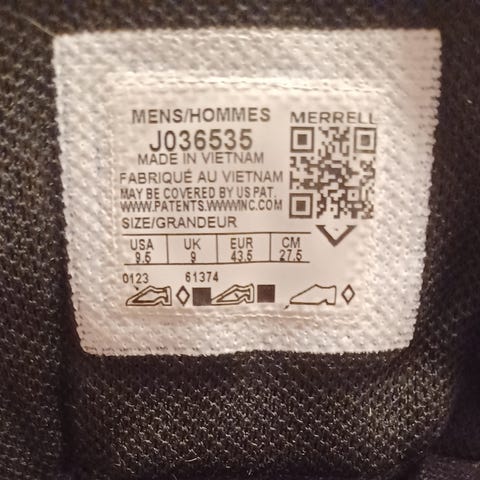 MENS/HOMMES MERRELL
J036535
MADE IN VIETNAM
FABRIQUÉ AU VIETNAM
MAY BE COVERED BY US PAT.
WWW.PATENTS.WWWINC.COM
SIZE/GRANDEUR
USA UK EUR CM
9.5 9 43.5 27.5
0123 61374